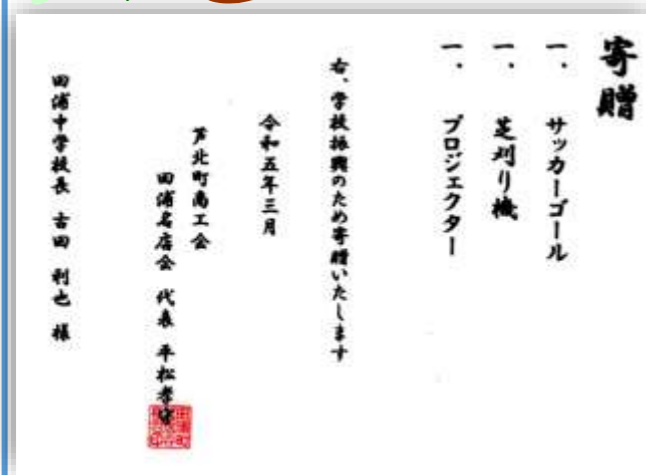 寄贈
一、 サッカーゴール
一、 芝刈り機
一、 プロジェクター
右、学校振興のため寄贈いたします
令和五年三月
芦北町商工会
田浦名店会 代表 平松孝
田浦中学校長 古田 利也 様